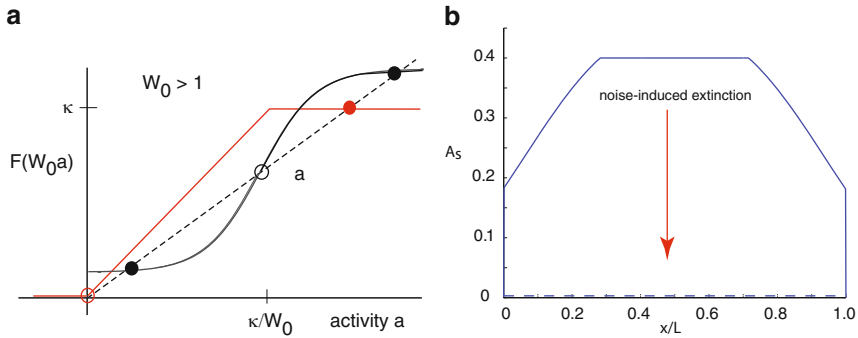 a
W₀ > 1
κ
F(W₀a)
a
κ/W₀
activity a
b
0.4
0.3
0.2
0.1
0
A_S
noise-induced extinction
0 0.2 0.4 0.6 0.8 1.0
x/L